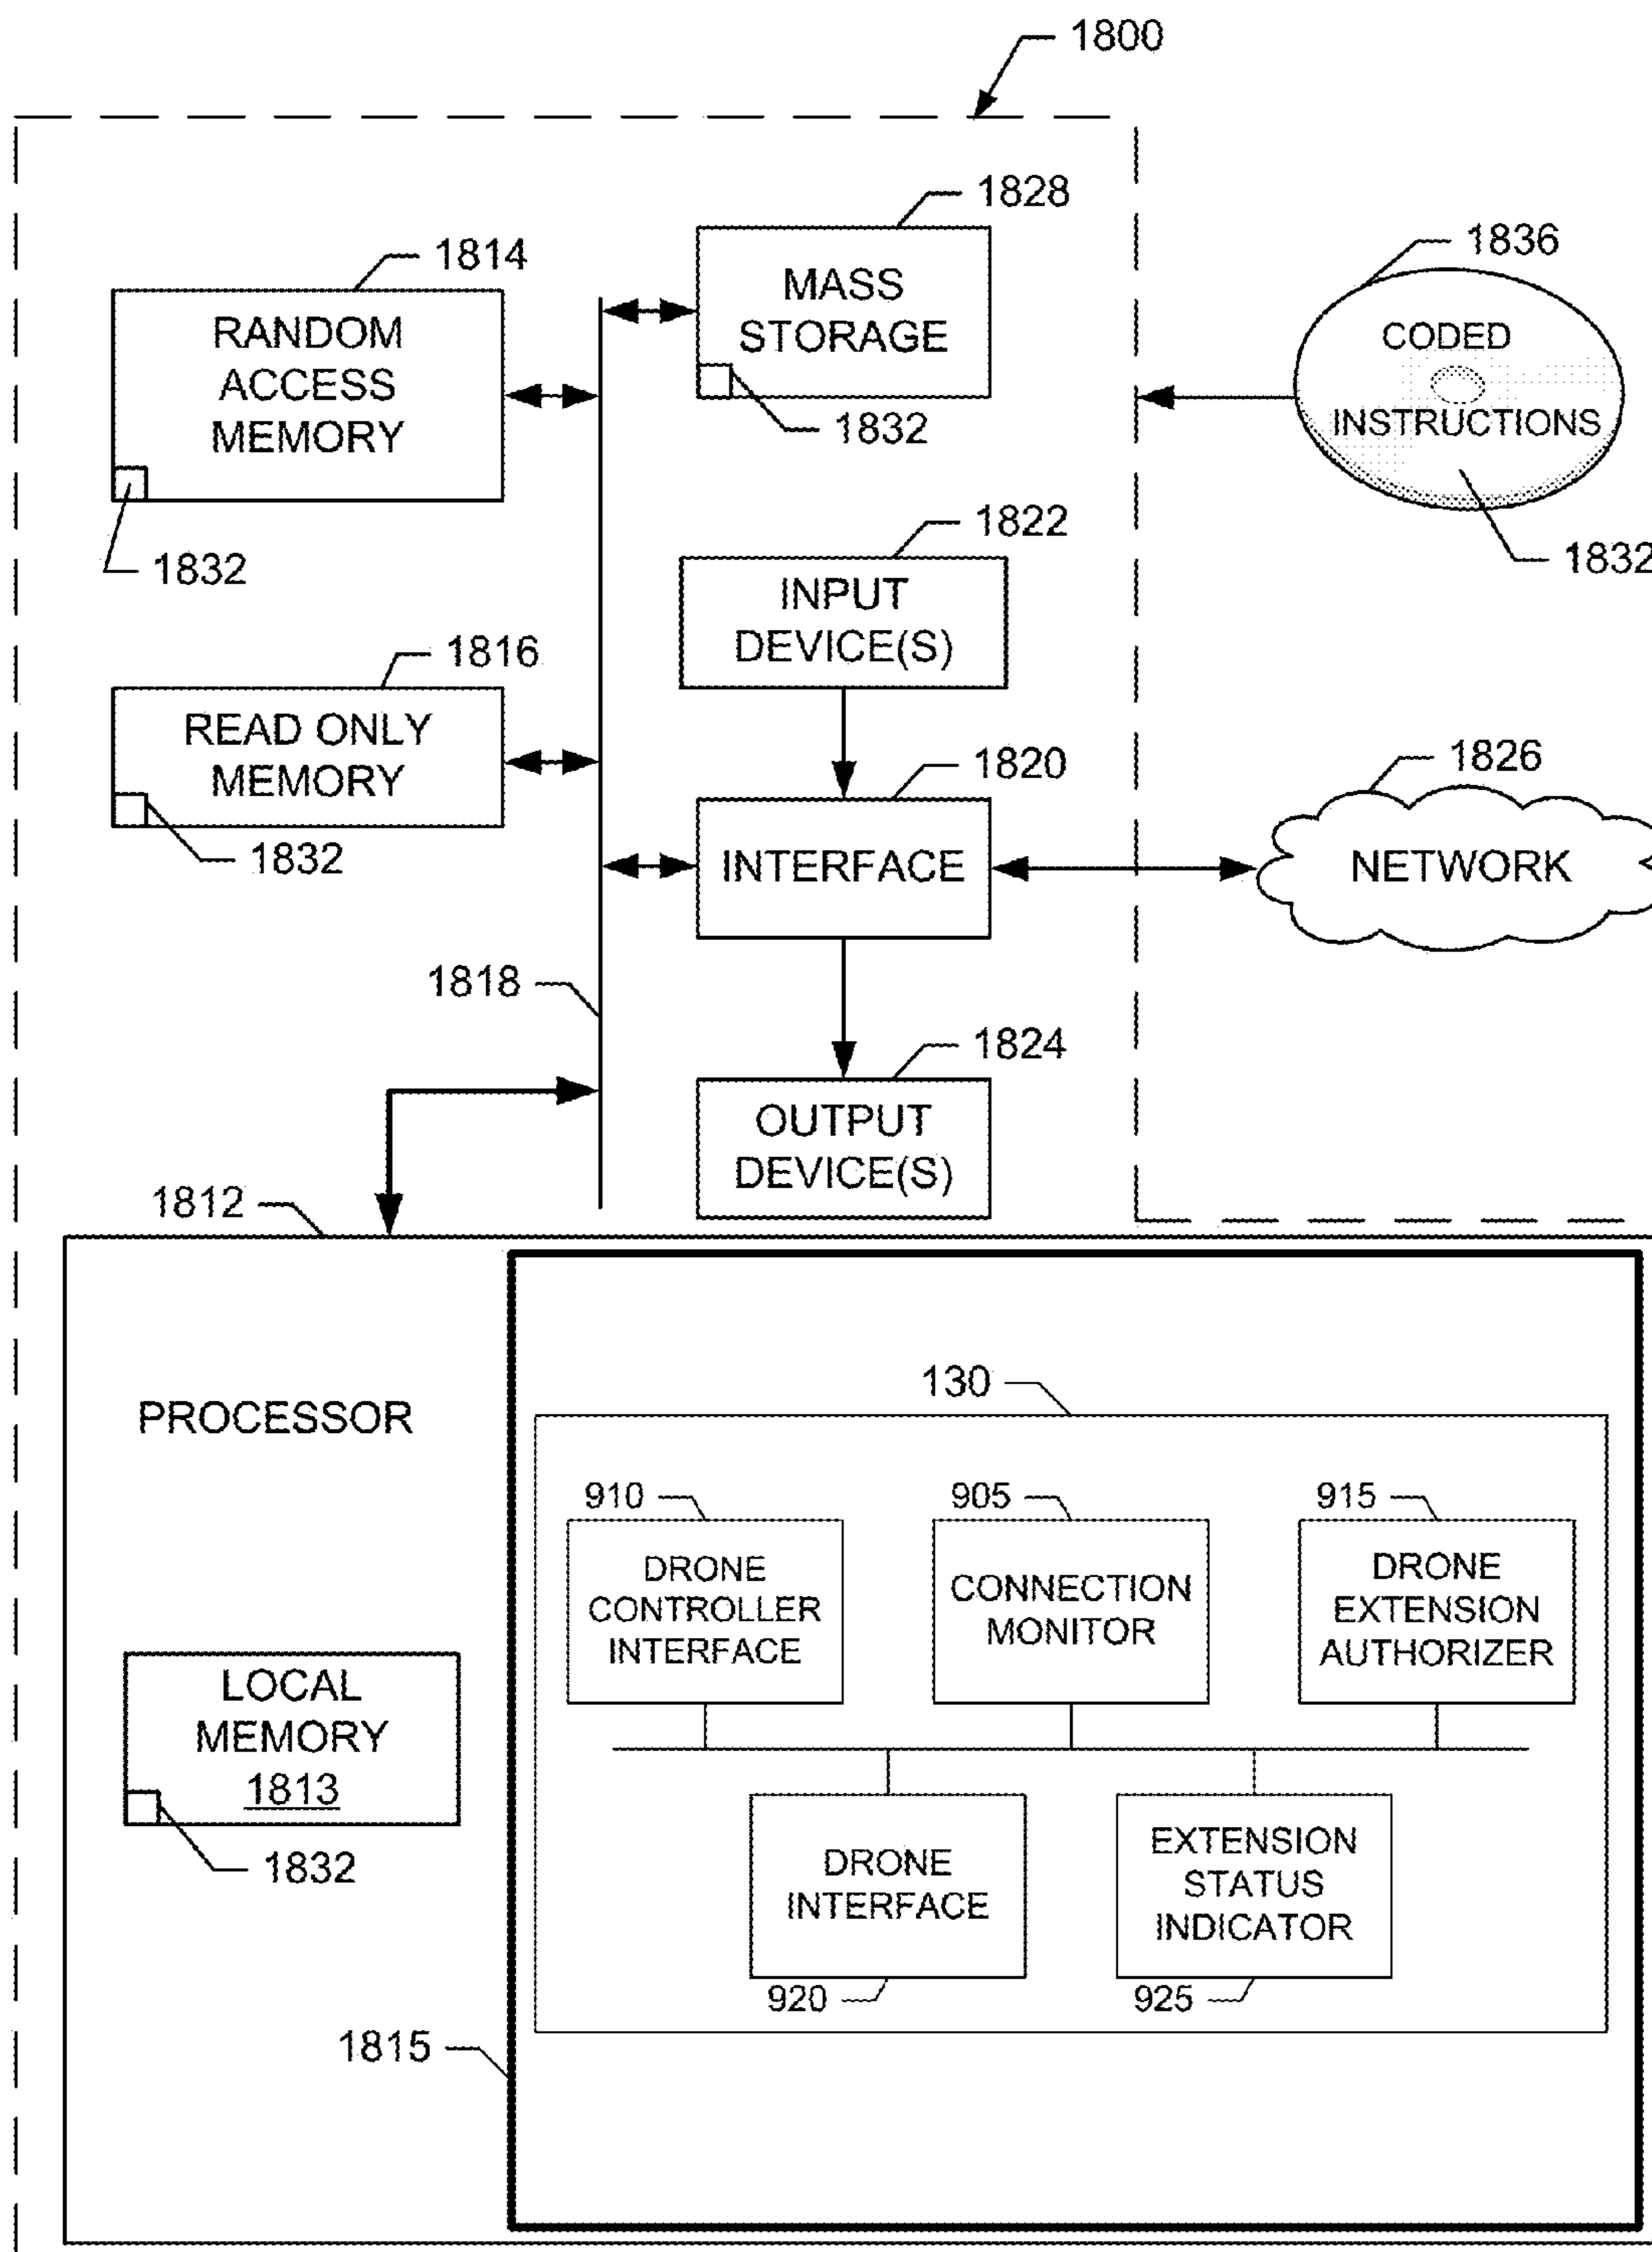 1800
1828
MASS
STORAGE
1832
1814
RANDOM
ACCESS
MEMORY
1832
1836
CODED
INSTRUCTIONS
1832
1822
INPUT
DEVICE(S)
1816
READ ONLY
MEMORY
1832
1820
INTERFACE
1826
NETWORK
1818
1824
OUTPUT
DEVICE(S)
1812
PROCESSOR
LOCAL
MEMORY
1813
1832
1815
130
910
DRONE
CONTROLLER
INTERFACE
905
CONNECTION
MONITOR
915
DRONE
EXTENSION
AUTHORIZER
DRONE
INTERFACE
920
EXTENSION
STATUS
INDICATOR
925